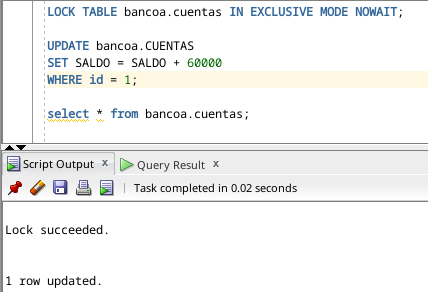 LOCK TABLE bancoa.cuentas IN EXCLUSIVE MODE NOWAIT;
UPDATE bancoa.CUENTAS
SET SALDO = SALDO + 60000
WHERE id = 1;
select * from bancoa.cuentas;
Script Output x Query Result x
Task completed in 0.02 seconds
Lock succeeded.
1 row updated.